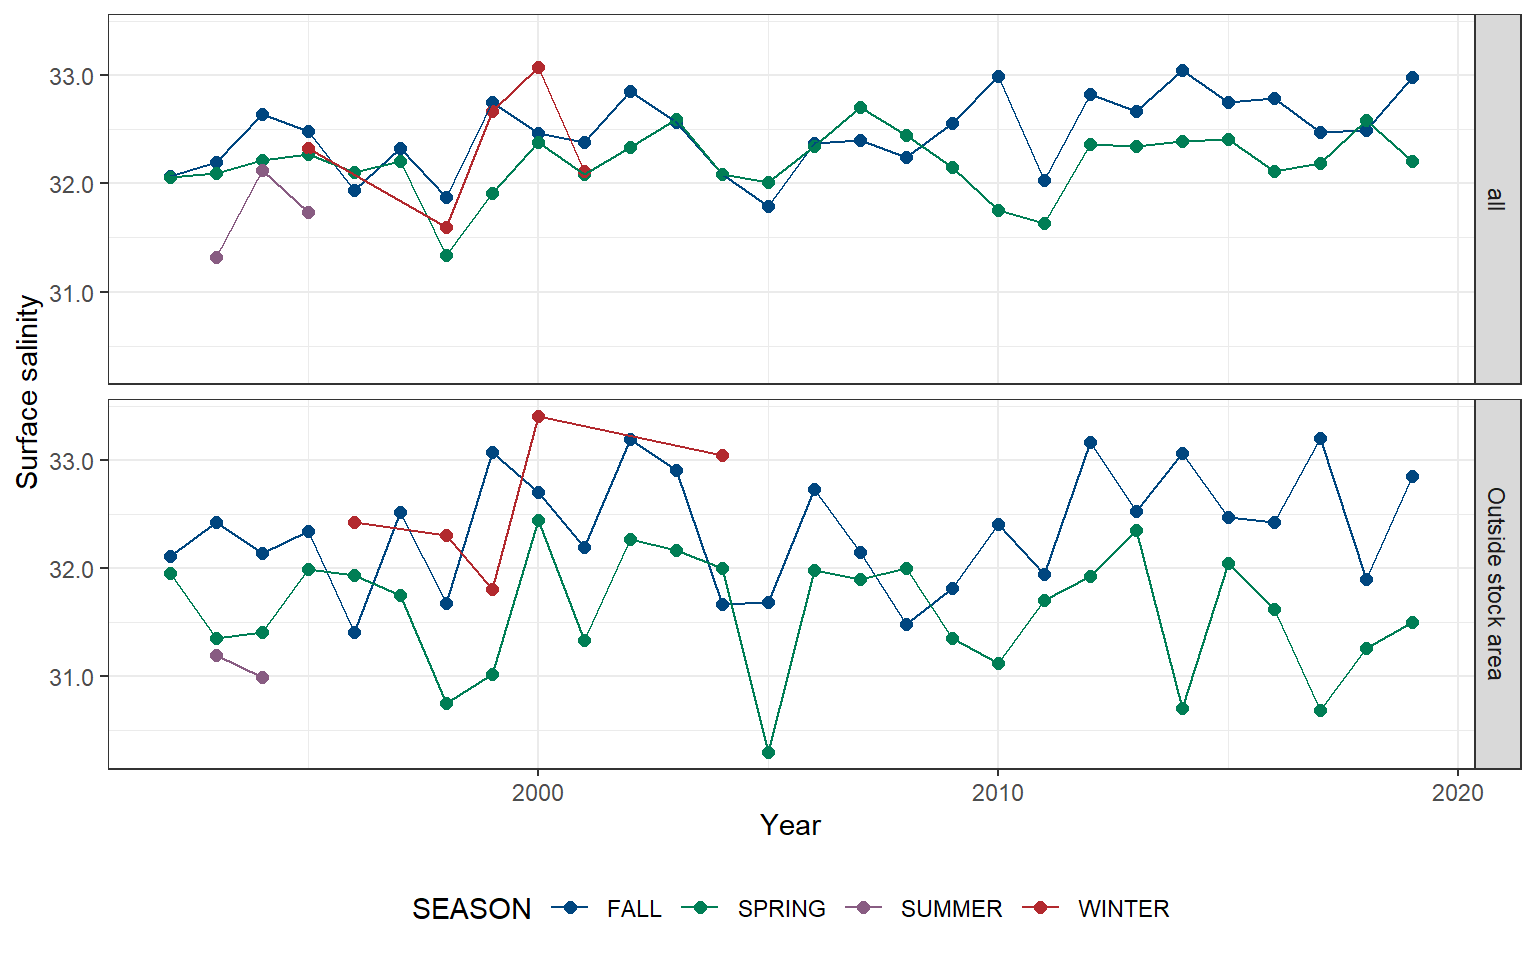 Surface salinity
33.0
32.0
31.0
all
33.0
32.0
31.0
Outside stock area
2000
2010
2020
Year
SEASON FALL SPRING SUMMER WINTER